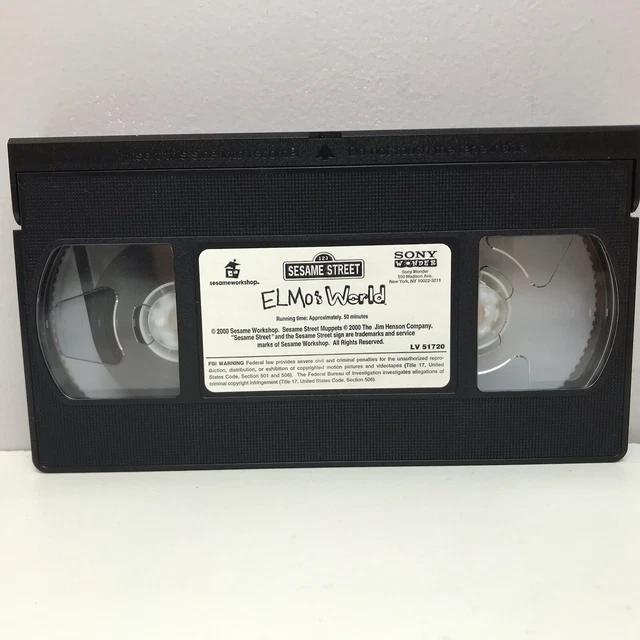 123
SESAME STREET
sesameworkshop.
SONY
WONDER
Sony Wonder
550 Madison Ave.
New York, NY 10022-3211
ELMo's World
Running time: Approximately. 50 minutes
© 2000 Sesame Workshop. Sesame Street Muppets © 2000 The Jim Henson Company.
"Sesame Street" and the Sesame Street sign are trademarks and service
marks of Sesame Workshop. All Rights Reserved.
LV 51720
FBI WARNING Federal law provides severe civil and criminal penalties for the unauthorized repro-
duction, distribution, or exhibition of copyrighted motion pictures and videotapes (Title 17, United
States Code, Section 501 and 506). The Federal Bureau of Investigation investigates allegations of
criminal copyright infringement (Title 17, United States Code, Section 506).